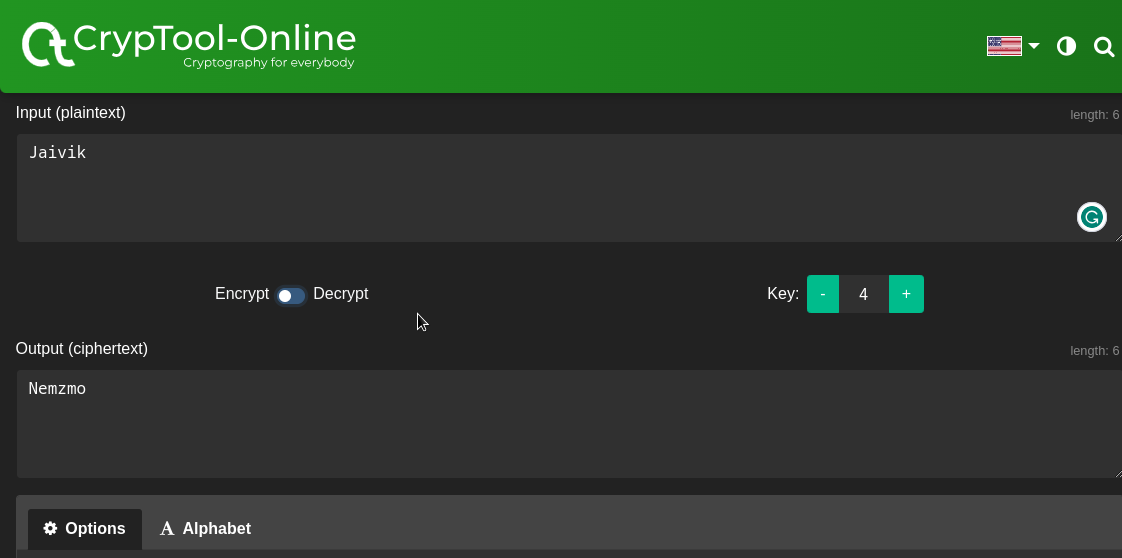 CrypTool-Online
Cryptography for everybody
Input (plaintext) length: 6
Jaivik
Encrypt Decrypt Key: - 4 +
Output (ciphertext) length: 6
Nemzmo
Options Alphabet